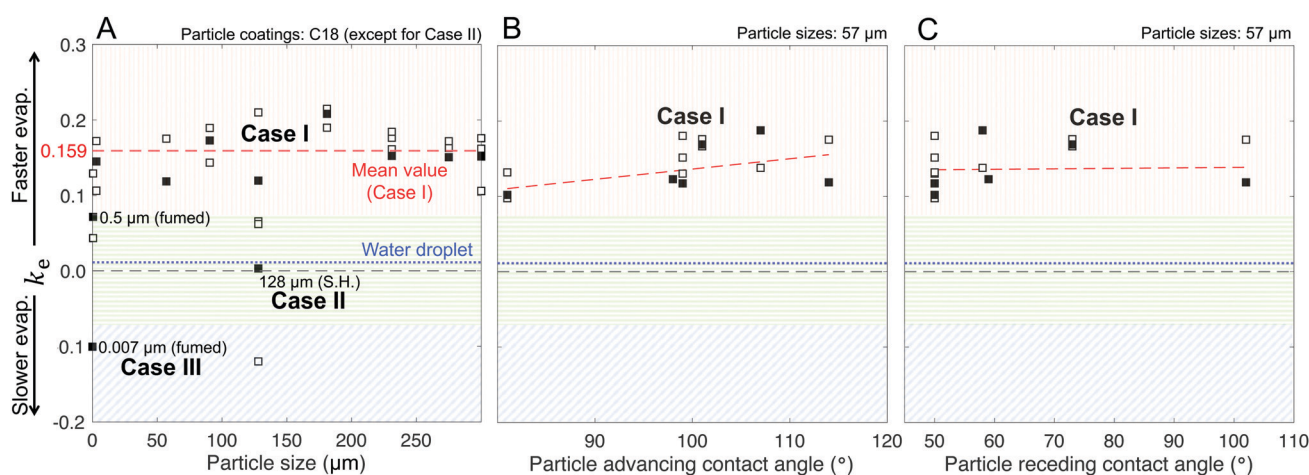 A
Particle coatings: C18 (except for Case II)
B
Particle sizes: 57 µm
C
Particle sizes: 57 µm
Faster evap.
kₑ
Slower evap.
0.3
0.2
0.159
0.1
0.0
0.1
-0.2
Case I
Mean value
(Case I)
0.5 µm (fumed)
Water droplet
128 µm (S.H.)
Case II
0.007 µm (fumed)
Case III
0 50 100 150 200 250
Particle size (µm)
Case I
90 100 110 120
Particle advancing contact angle (°)
Case I
50 60 70 80 90 100 110
Particle receding contact angle (°)